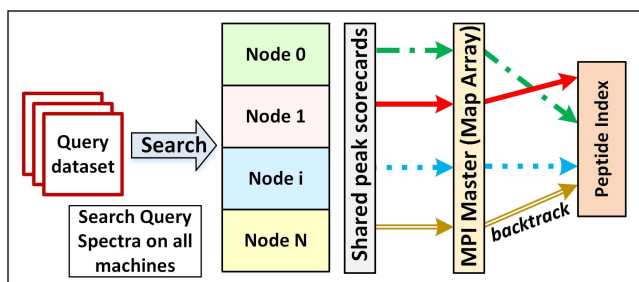 Query
dataset
Search
Search Query
Spectra on all
machines
Node 0
Node 1
Node i
Node N
Shared peak scorecards
MPI Master (Map Array)
backtrack
Peptide Index